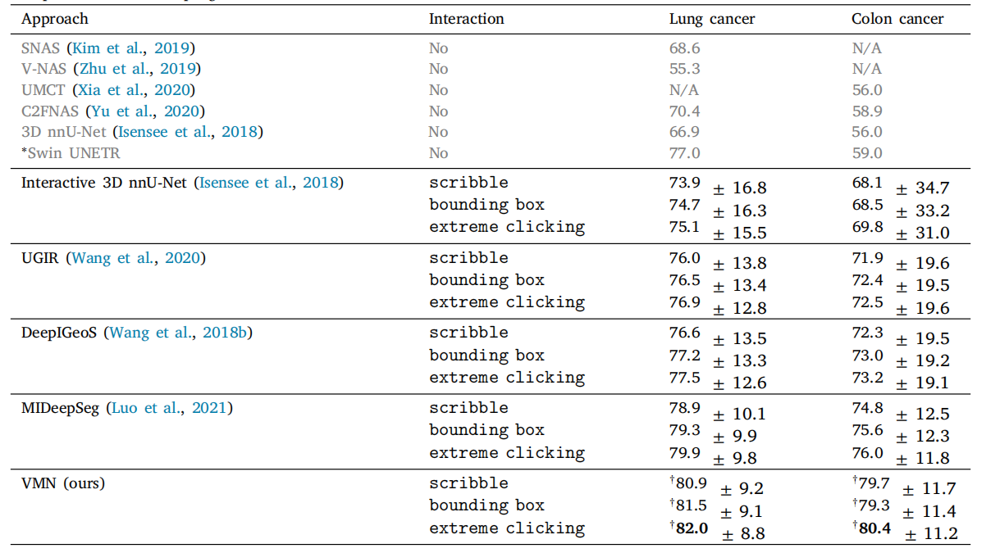 Approach Interaction Lung cancer Colon cancer
SNAS (Kim et al., 2019) No 68.6 N/A
V-NAS (Zhu et al., 2019) No 55.3 N/A
UMCT (Xia et al., 2020) No N/A 56.0
C2FNAS (Yu et al., 2020) No 70.4 58.9
3D nnU-Net (Isensee et al., 2018) No 66.9 56.0
*Swin UNETR No 77.0 59.0
Interactive 3D nnU-Net (Isensee et al., 2018) scribble 73.9 ± 16.8 68.1 ± 34.7
bounding box 74.7 ± 16.3 68.5 ± 33.2
extreme clicking 75.1 ± 15.5 69.8 ± 31.0
UGIR (Wang et al., 2020) scribble 76.0 ± 13.8 71.9 ± 19.6
bounding box 76.5 ± 13.4 72.4 ± 19.5
extreme clicking 76.9 ± 12.8 72.5 ± 19.6
DeepIGeoS (Wang et al., 2018b) scribble 76.6 ± 13.5 72.3 ± 19.5
bounding box 77.2 ± 13.3 73.0 ± 19.2
extreme clicking 77.5 ± 12.6 73.2 ± 19.1
MIDeepSeg (Luo et al., 2021) scribble 78.9 ± 10.1 74.8 ± 12.5
bounding box 79.3 ± 9.9 75.6 ± 12.3
extreme clicking 79.9 ± 9.8 76.0 ± 11.8
VMN (ours) scribble †80.9 ± 9.2 †79.7 ± 11.7
bounding box †81.5 ± 9.1 †79.3 ± 11.4
extreme clicking †82.0 ± 8.8 †80.4 ± 11.2